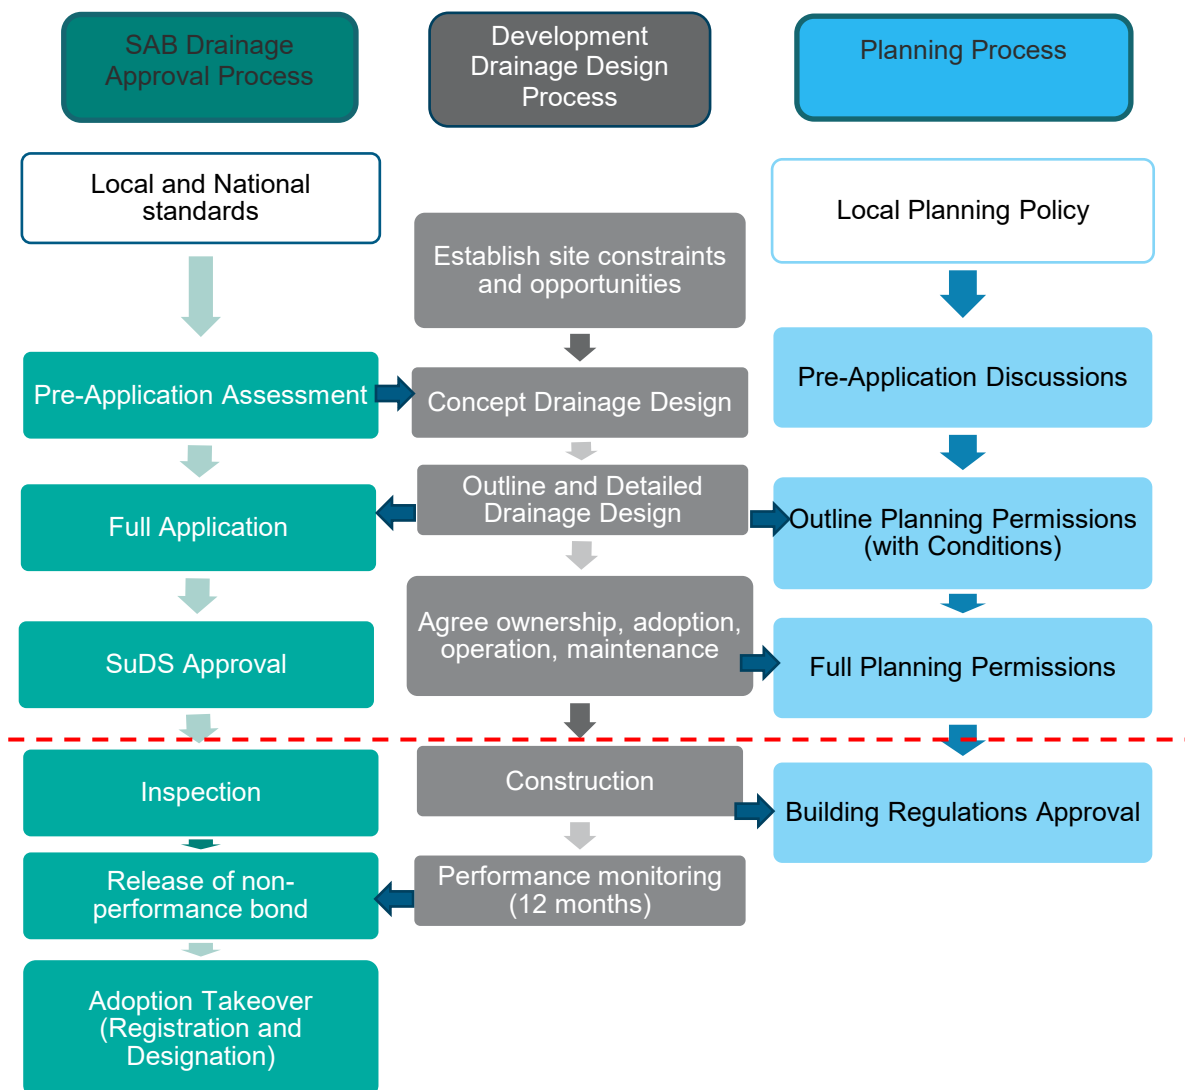 SAB Drainage
Approval Process
Development
Drainage Design
Process
Planning Process
Local and National
standards
Local Planning Policy
Establish site constraints
and opportunities
Pre-Application Assessment
Concept Drainage Design
Pre-Application Discussions
Full Application
Outline and Detailed
Drainage Design
Outline Planning Permissions
(with Conditions)
SuDS Approval
Agree ownership, adoption,
operation, maintenance
Full Planning Permissions
Inspection
Construction
Building Regulations Approval
Release of non-
performance bond
Performance monitoring
(12 months)
Adoption Takeover
(Registration and
Designation)